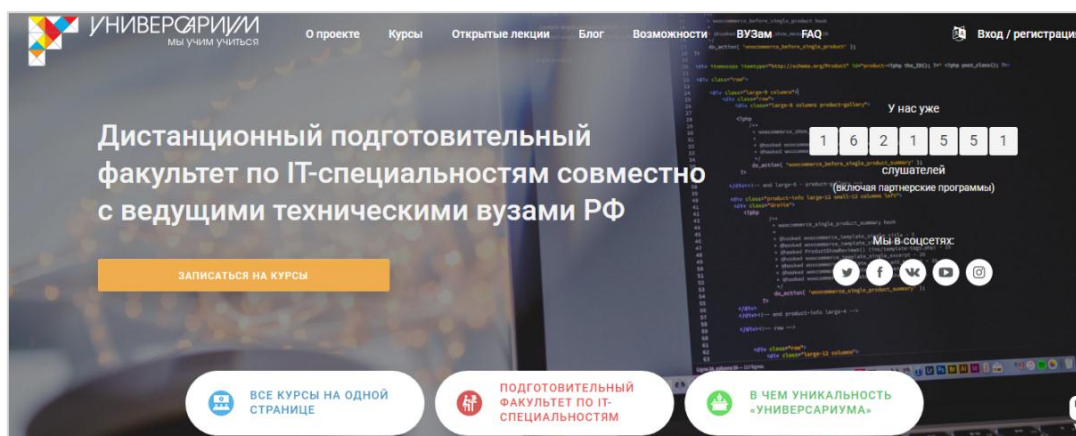 УНИВЕРСАРИУМ
МЫ УЧИМ УЧИТЬСЯ
О проекте Курсы Открытые лекции Блог Возможности ВУЗам FAQ Вход / регистрация
Дистанционный подготовительный
факультет по IT-специальностям совместно
с ведущими техническими вузами РФ
ЗАПИСАТЬСЯ НА КУРСЫ
У нас уже
1 6 2 1 5 5 1
слушателей
(включая партнерские программы)
Мы в соцсетях:
ВСЕ КУРСЫ НА ОДНОЙ
СТРАНИЦЕ
ПОДГОТОВИТЕЛЬНЫЙ
ФАКУЛЬТЕТ ПО IT-
СПЕЦИАЛЬНОСТЯМ
В ЧЕМ УНИКАЛЬНОСТЬ
«УНИВЕРСАРИУМА»